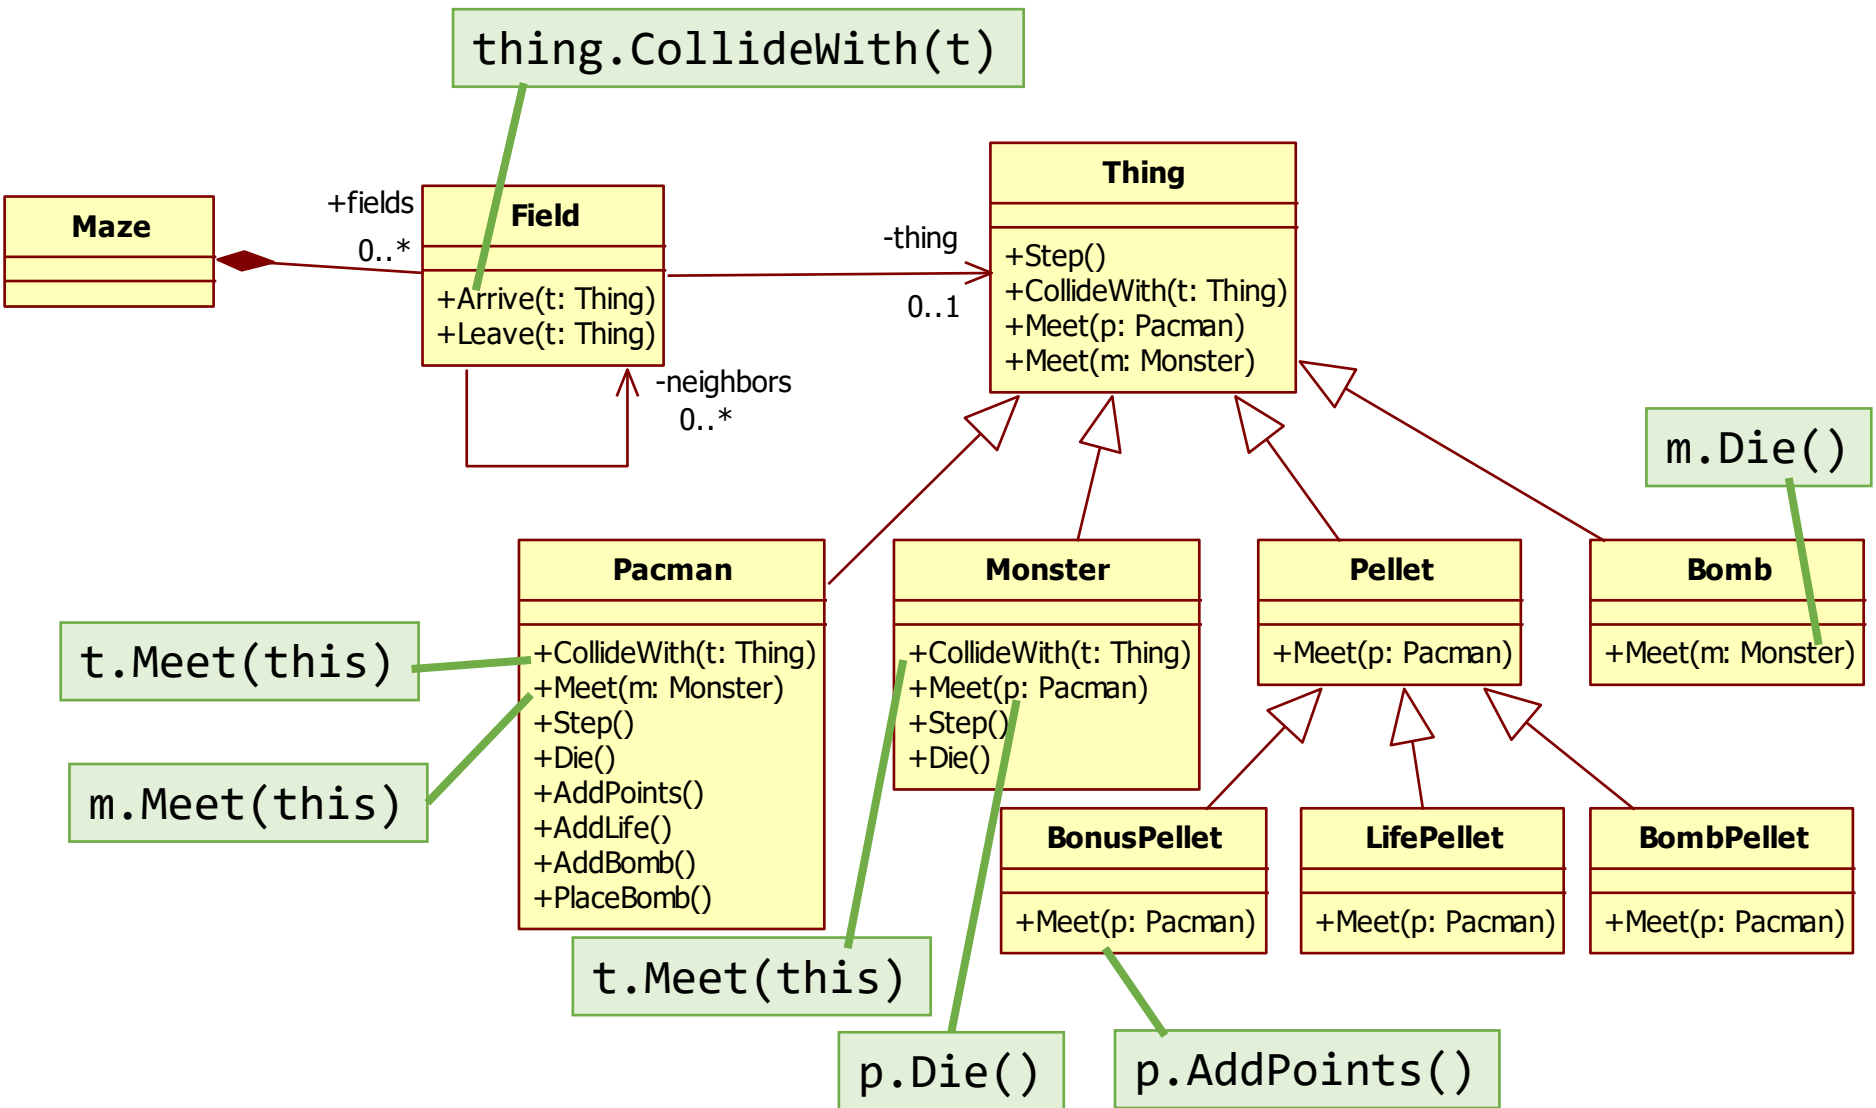 thing.CollideWith(t)
Maze
+fields
0..*
Field
+Arrive(t: Thing)
+Leave(t: Thing)
-neighbors
0..*
-thing
0..1
Thing
+Step()
+CollideWith(t: Thing)
+Meet(p: Pacman)
+Meet(m: Monster)
m.Die()
Pacman
+CollideWith(t: Thing)
+Meet(m: Monster)
+Step()
+Die()
+AddPoints()
+AddLife()
+AddBomb()
+PlaceBomb()
Monster
+CollideWith(t: Thing)
+Meet(p: Pacman)
+Step()
+Die()
Pellet
+Meet(p: Pacman)
Bomb
+Meet(m: Monster)
t.Meet(this)
m.Meet(this)
BonusPellet
+Meet(p: Pacman)
LifePellet
+Meet(p: Pacman)
BombPellet
+Meet(p: Pacman)
t.Meet(this)
p.Die()
p.AddPoints()